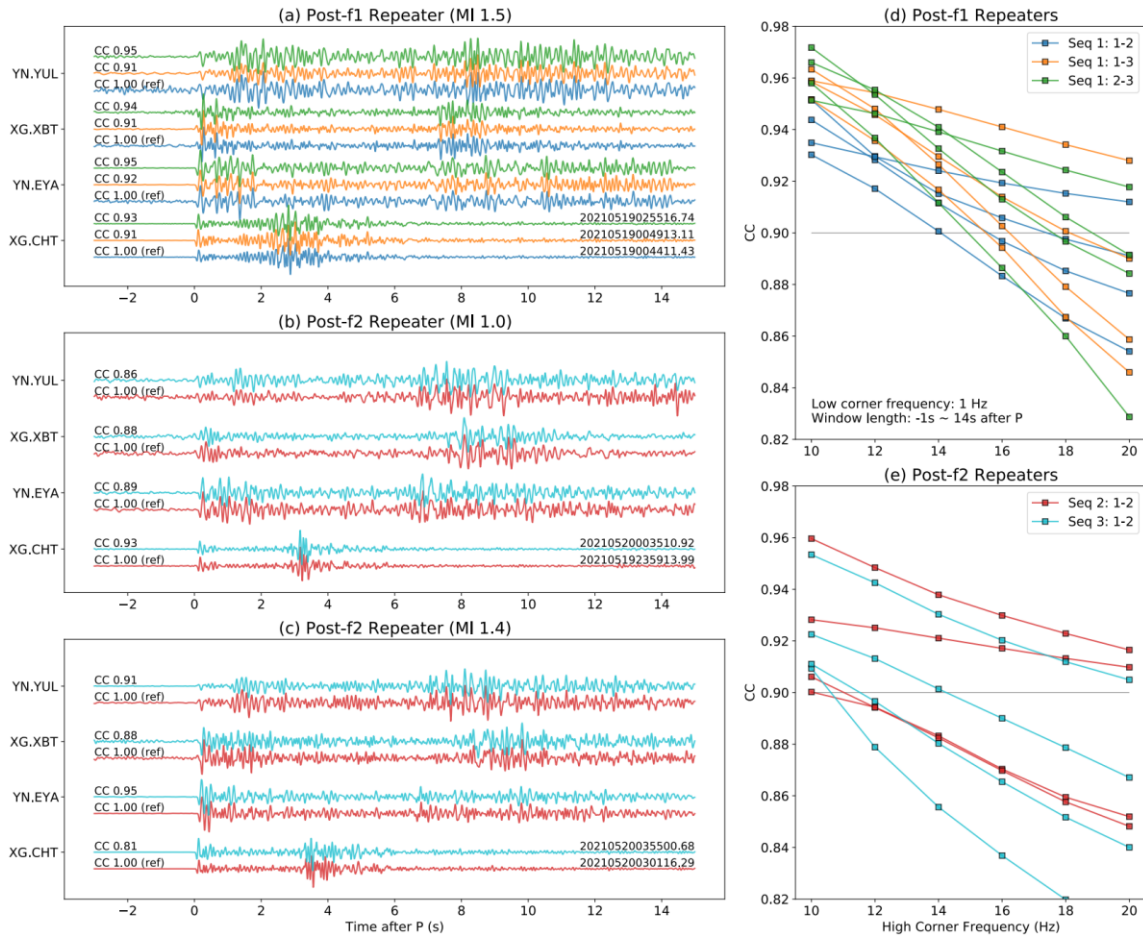 (a) Post-f1 Repeater (Ml 1.5)
YN.YUL
XG.XBT
YN.EYA
XG.CHT
CC 0.95
CC 0.91
CC 1.00 (ref)
CC 0.94
CC 0.91
CC 1.00 (ref)
CC 0.95
CC 0.92
CC 1.00 (ref)
CC 0.93
CC 0.91
CC 1.00 (ref)
20210519025516.74
20210519004913.11
20210519004411.43
−2 0 2 4 6 8 10 12 14
(b) Post-f2 Repeater (Ml 1.0)
YN.YUL
XG.XBT
YN.EYA
XG.CHT
CC 0.86
CC 1.00 (ref)
CC 0.88
CC 1.00 (ref)
CC 0.89
CC 1.00 (ref)
CC 0.93
CC 1.00 (ref)
20210520003510.92
20210519235913.99
−2 0 2 4 6 8 10 12 14
(c) Post-f2 Repeater (Ml 1.4)
YN.YUL
XG.XBT
YN.EYA
XG.CHT
CC 0.91
CC 1.00 (ref)
CC 0.88
CC 1.00 (ref)
CC 0.95
CC 1.00 (ref)
CC 0.81
CC 1.00 (ref)
20210520035500.68
20210520030116.29
−2 0 2 4 6 8 10 12 14
Time after P (s)
(d) Post-f1 Repeaters
Seq 1: 1-2
Seq 1: 1-3
Seq 1: 2-3
0.98
0.96
0.94
0.92
0.90
0.88
0.86
0.84
0.82
CC
Low corner frequency: 1 Hz
Window length: -1s ~ 14s after P
10 12 14 16 18 20
(e) Post-f2 Repeaters
Seq 2: 1-2
Seq 3: 1-2
0.98
0.96
0.94
0.92
0.90
0.88
0.86
0.84
0.82
CC
10 12 14 16 18 20
High Corner Frequency (Hz)